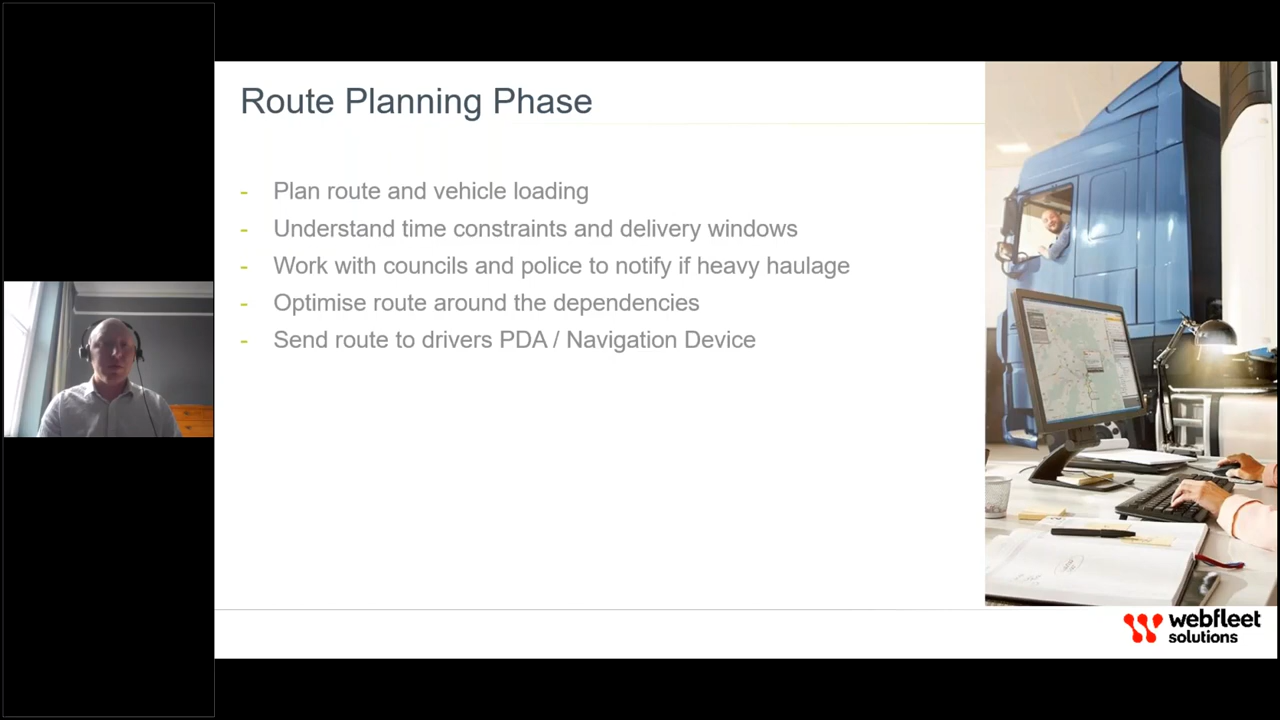 Route Planning Phase
- Plan route and vehicle loading
- Understand time constraints and delivery windows
- Work with councils and police to notify if heavy haulage
- Optimise route around the dependencies
- Send route to drivers PDA / Navigation Device
webfleet
solutions